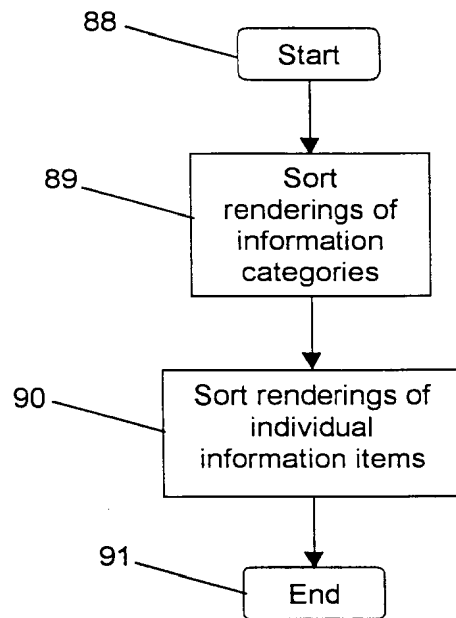 88
Start
89
Sort
renderings of
information
categories
90
Sort renderings of
individual
information items
91
End